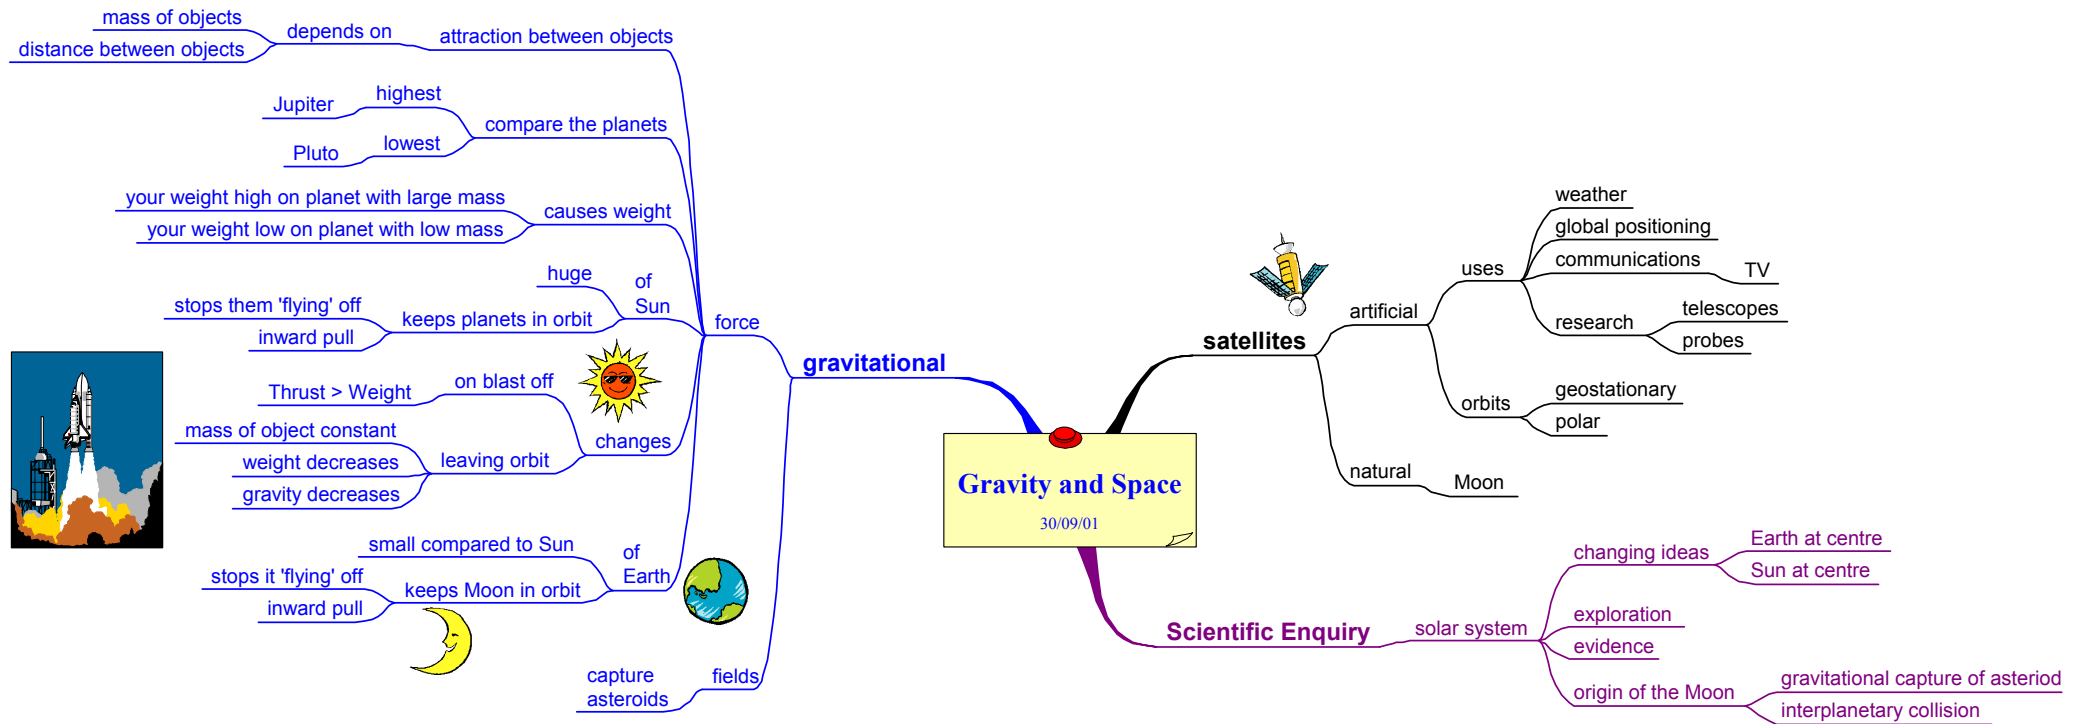 mass of objects
distance between objects
depends on
attraction between objects
Jupiter
highest
Pluto
lowest
compare the planets
your weight high on planet with large mass
your weight low on planet with low mass
causes weight
huge
of
Sun
stops them 'flying' off
inward pull
keeps planets in orbit
force
Thrust > Weight
on blast off
mass of object constant
weight decreases
gravity decreases
leaving orbit
changes
small compared to Sun
of
Earth
stops it 'flying' off
inward pull
keeps Moon in orbit
capture
asteroids
fields
gravitational
Gravity and Space
30/09/01
satellites
artificial
uses
weather
global positioning
communications
TV
research
telescopes
probes
orbits
geostationary
polar
natural
Moon
Scientific Enquiry
solar system
changing ideas
Earth at centre
Sun at centre
exploration
evidence
origin of the Moon
gravitational capture of asteriod
interplanetary collision